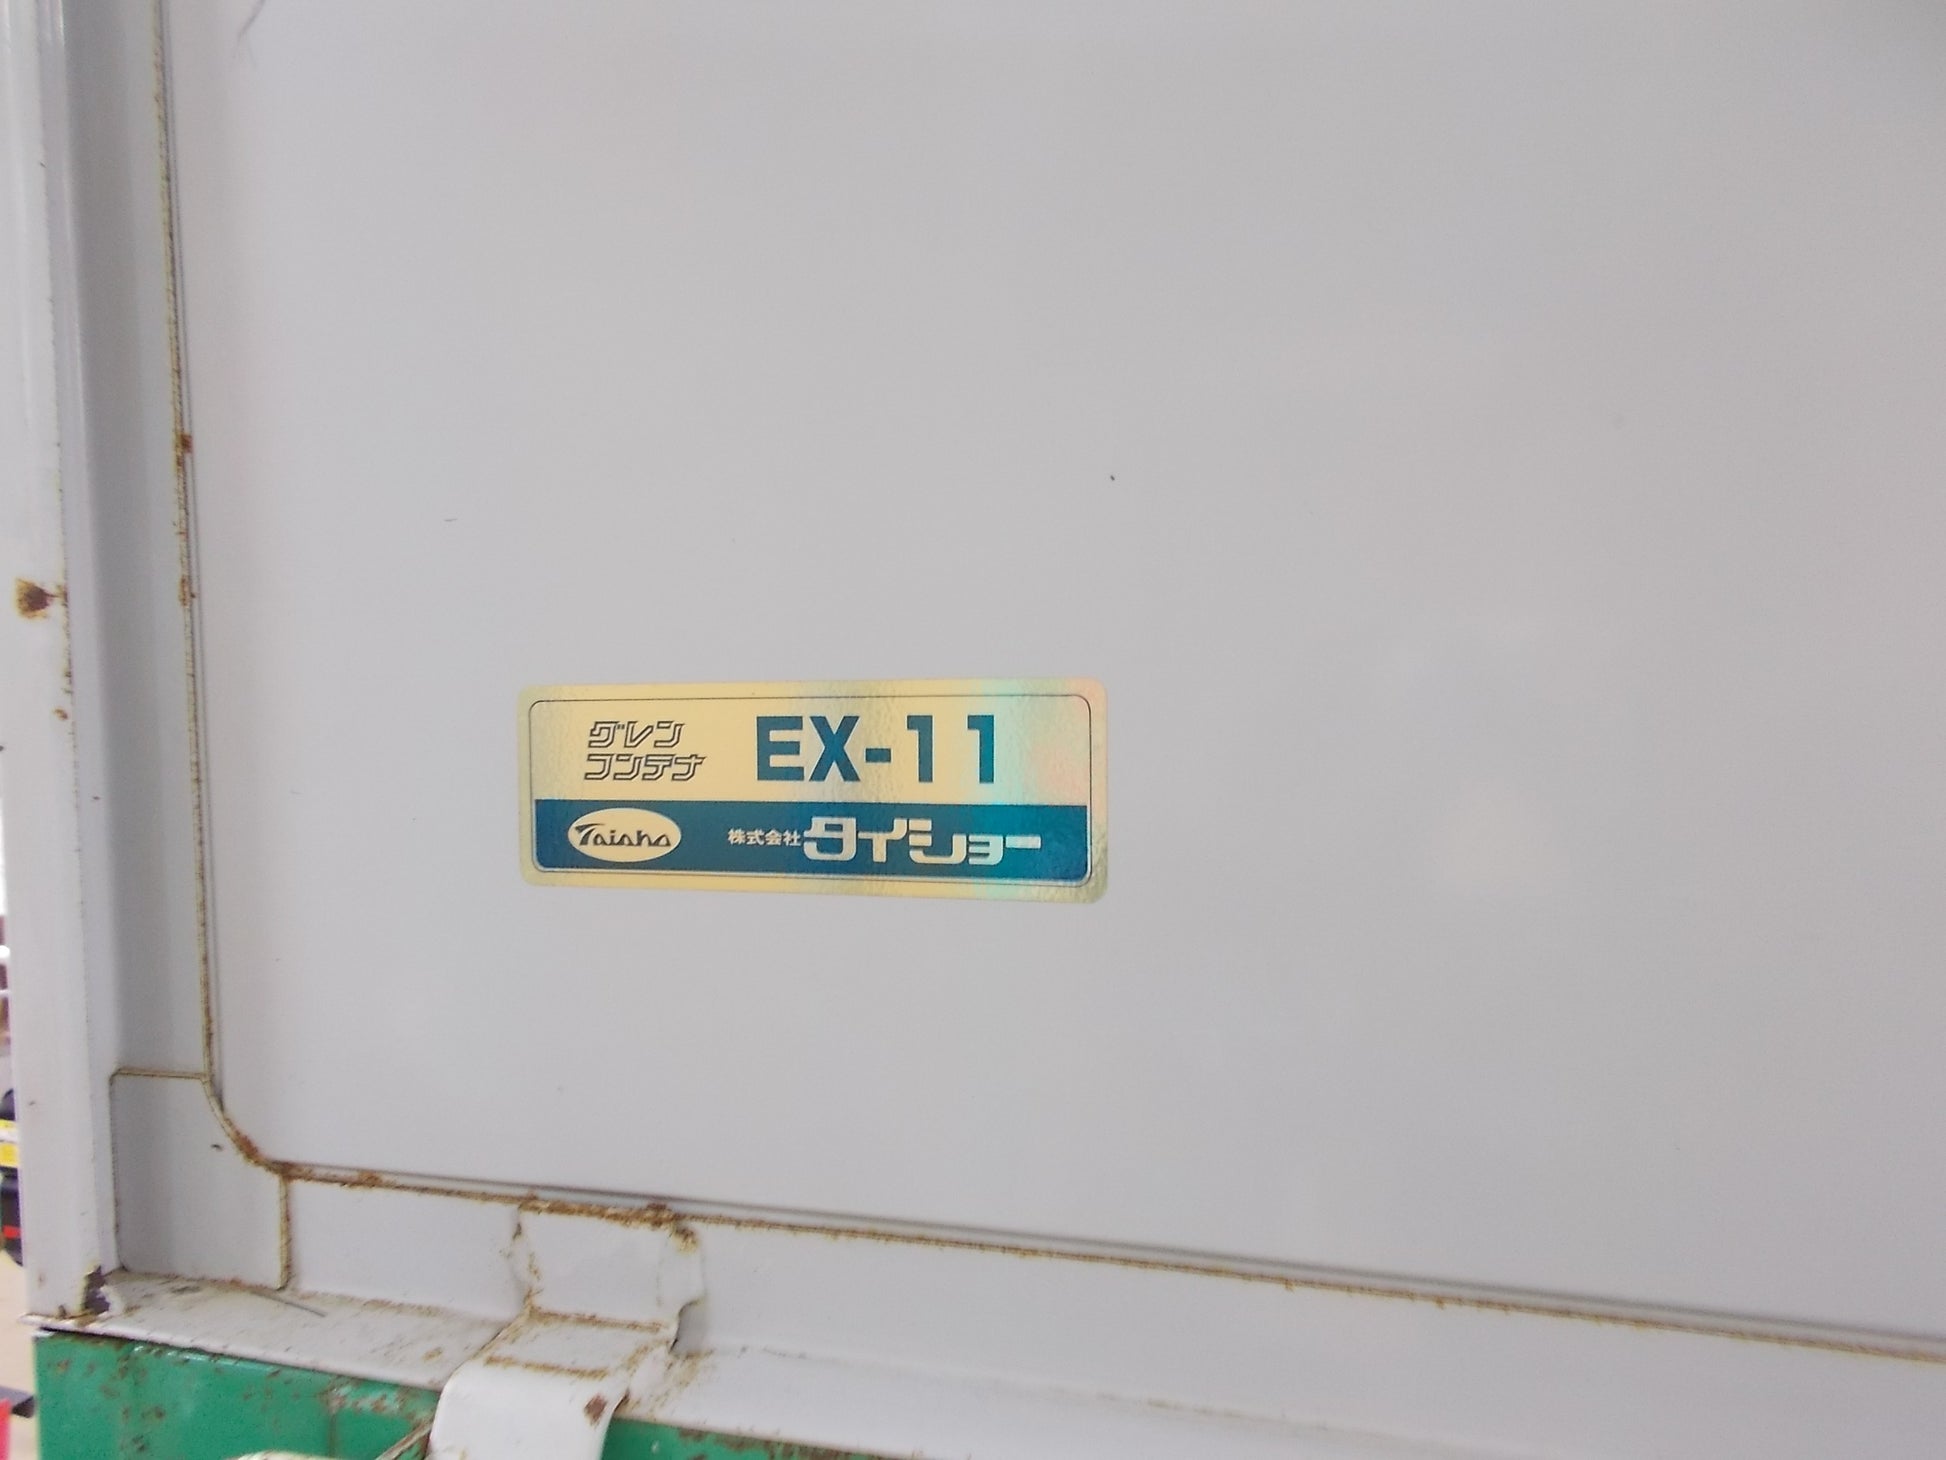 グレン
コンテナ
EX-11
Taisho
株式会社タイショー